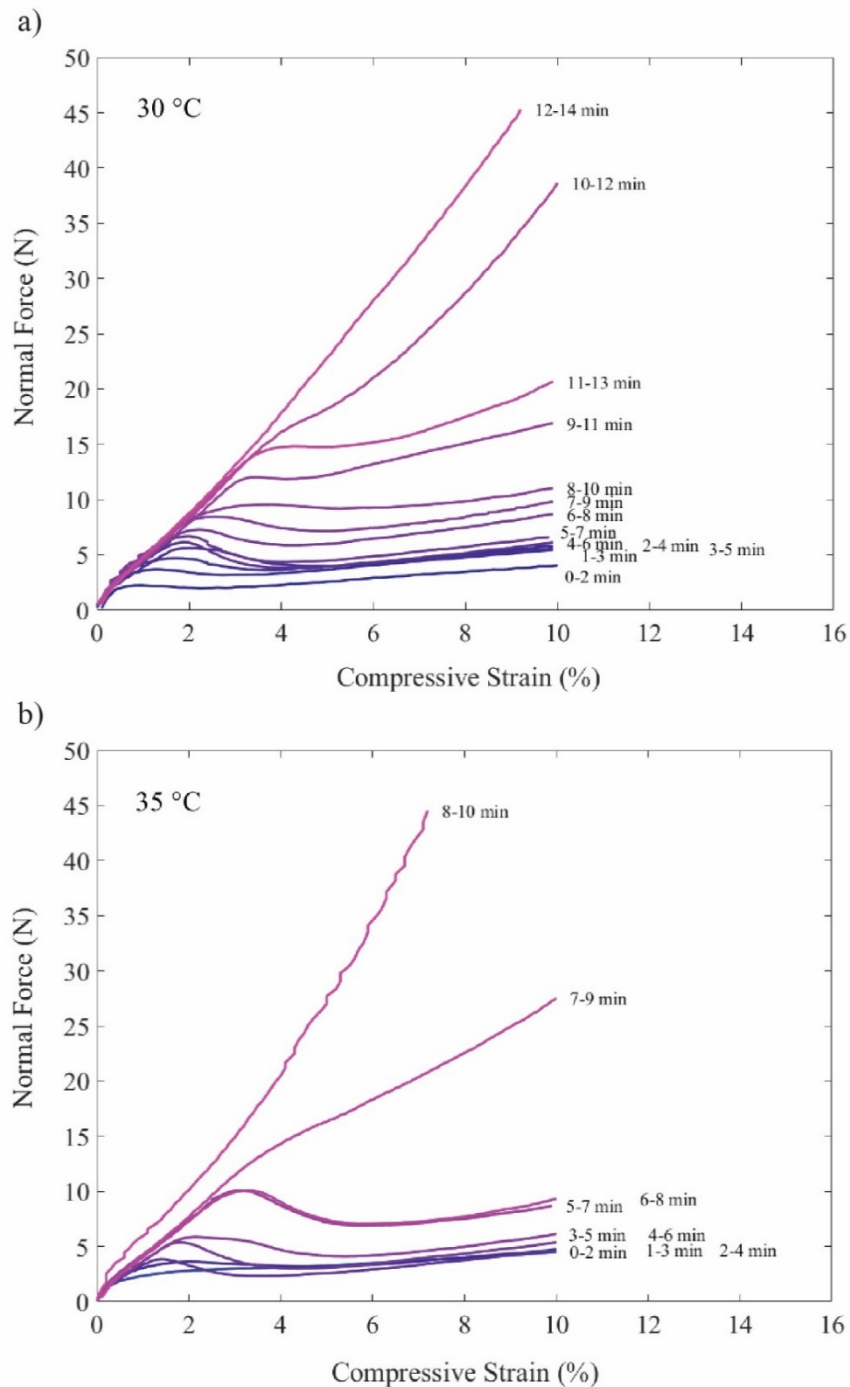 a)
50
45
40
35
30
25
20
15
10
5
0
Normal Force (N)
30 °C
12-14 min
10-12 min
11-13 min
9-11 min
8-10 min
7-9 min
6-8 min
5-7 min
4-6 min 2-4 min 3-5 min
1-3 min
0-2 min
0 2 4 6 8 10 12 14 16
Compressive Strain (%)
b)
50
45
40
35
30
25
20
15
10
5
0
Normal Force (N)
35 °C
8-10 min
7-9 min
6-8 min
5-7 min
3-5 min 4-6 min
0-2 min 1-3 min 2-4 min
0 2 4 6 8 10 12 14 16
Compressive Strain (%)